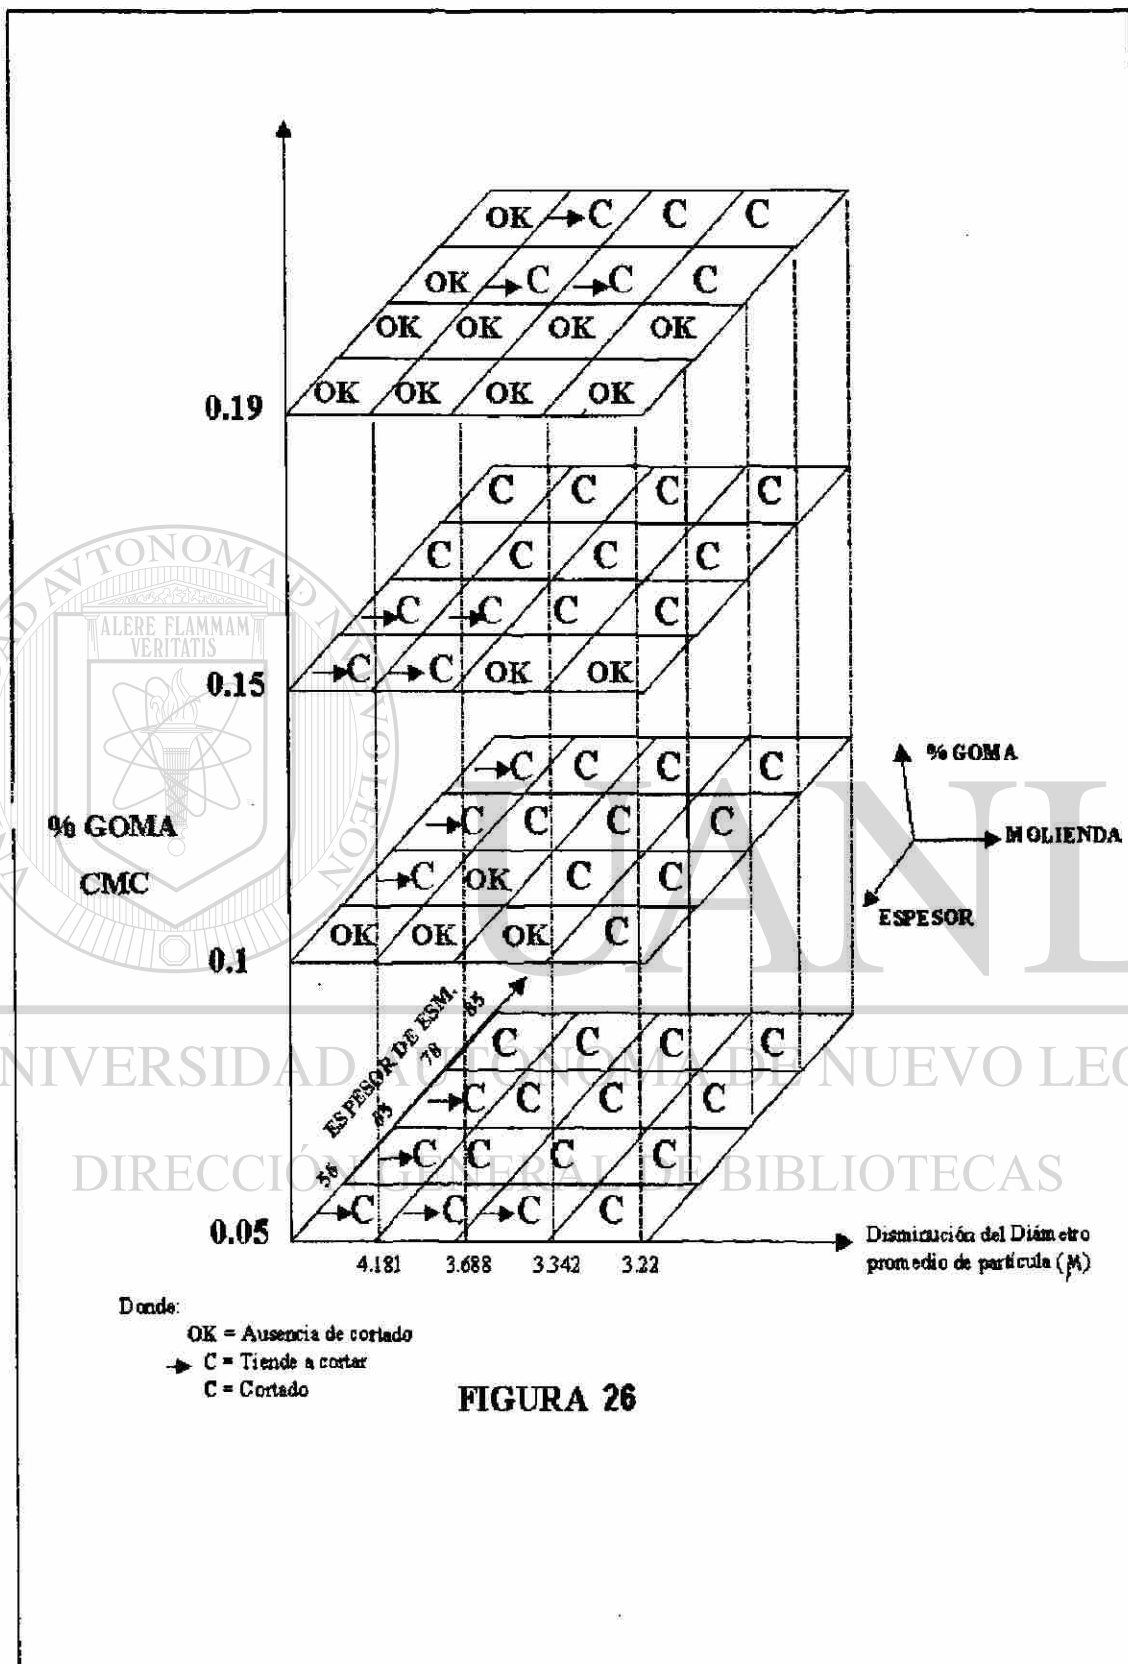 OK →C C C
OK →C →C C
OK OK OK OK
0.19 OK OK OK OK
C C C C
C C C C
→C →C C C
0.15 →C →C OK OK
→C C C C
→C C C C
→C OK C C
0.1 OK OK OK C
% GOMA
CMC
% GOMA
MOLIENDA
ESPESOR
ESPESOR DE ESM.
56 65 78 85
C C C C
→C C C C
→C C C C
0.05 →C →C →C C
4.181 3.688 3.342 3.22
Disminución del Diámetro
promedio de partícula (μ)
Donde:
OK = Ausencia de cortado
→ C = Tiende a cortar
C = Cortado
FIGURA 26
ALERE FLAMMAM
VERITATIS
UANL
UNIVERSIDAD AUTÓNOMA DE NUEVO LEÓN
DIRECCIÓN GENERAL DE BIBLIOTECAS